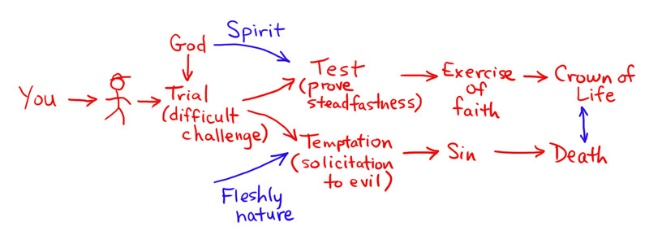 Spirit
God
You
Trial
(difficult
challenge)
Test
(prove
steadfastness)
Exercise
of
faith
Crown of
Life
Temptation
(solicitation
to evil)
Sin
Death
Fleshly
nature